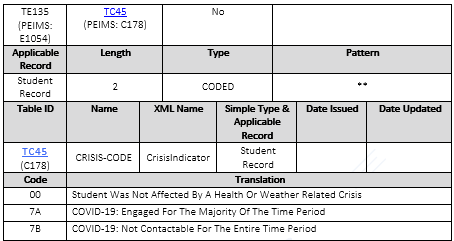 TE135 (PEIMS: E1054) TC45 (PEIMS: C178) No
Applicable Record Length Type Pattern
Student Record 2 CODED **
Table ID Name XML Name Simple Type & Applicable Record Date Issued Date Updated
TC45 (C178) CRISIS-CODE CrisisIndicator Student Record
Code Translation
00 Student Was Not Affected By A Health Or Weather Related Crisis
7A COVID-19: Engaged For The Majority Of The Time Period
7B COVID-19: Not Contactable For The Entire Time Period